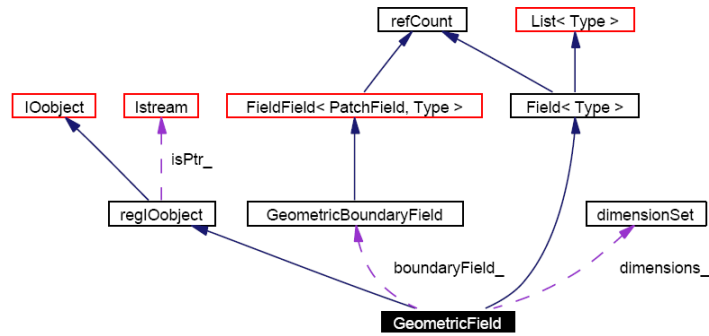 refCount
List< Type >
IOobject
Istream
FieldField< PatchField, Type >
Field< Type >
isPtr_
regIOobject
GeometricBoundaryField
dimensionSet
boundaryField_
dimensions_
GeometricField